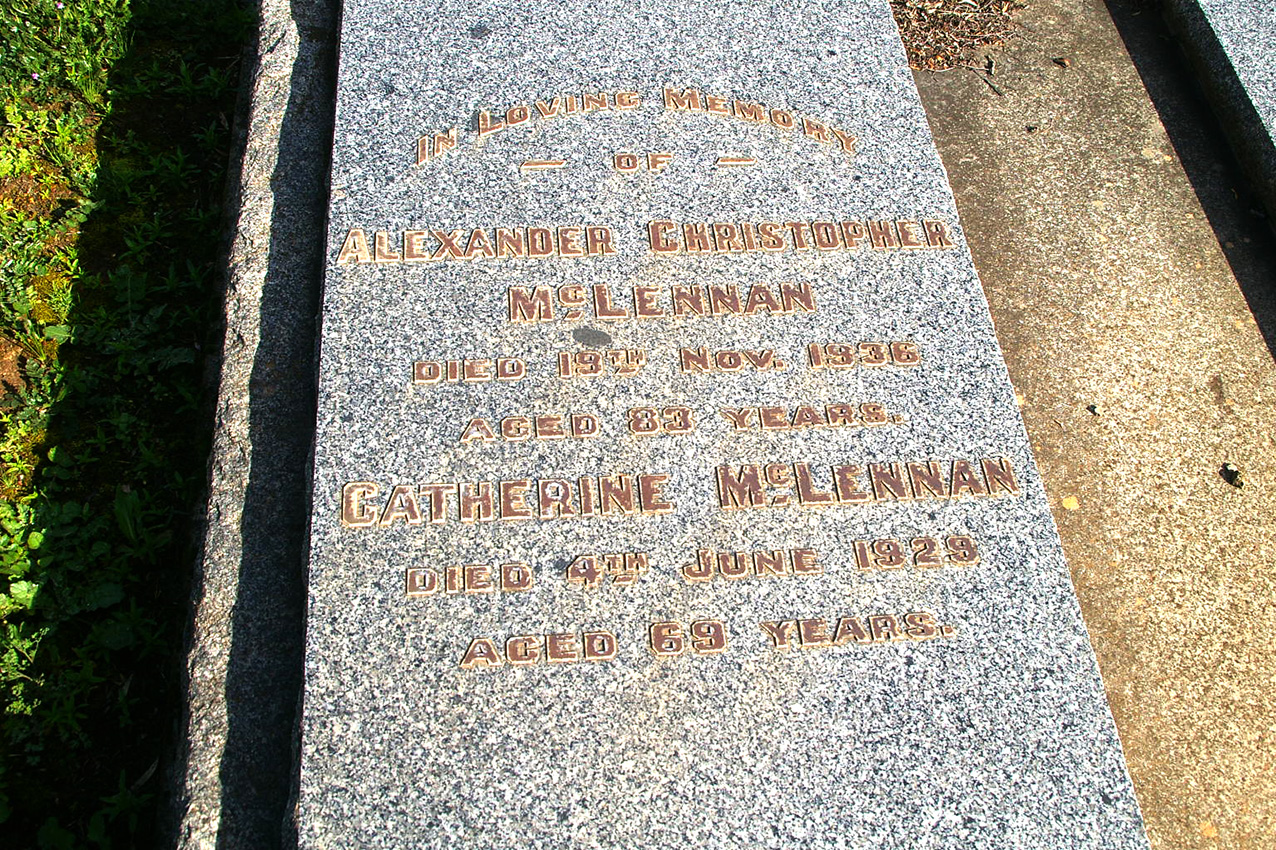 IN LOVING MEMORY
— OF —
ALEXANDER CHRISTOPHER
McLENNAN
DIED 19TH NOV. 1936
AGED 83 YEARS.
CATHERINE McLENNAN
DIED 4TH JUNE 1929
AGED 69 YEARS.